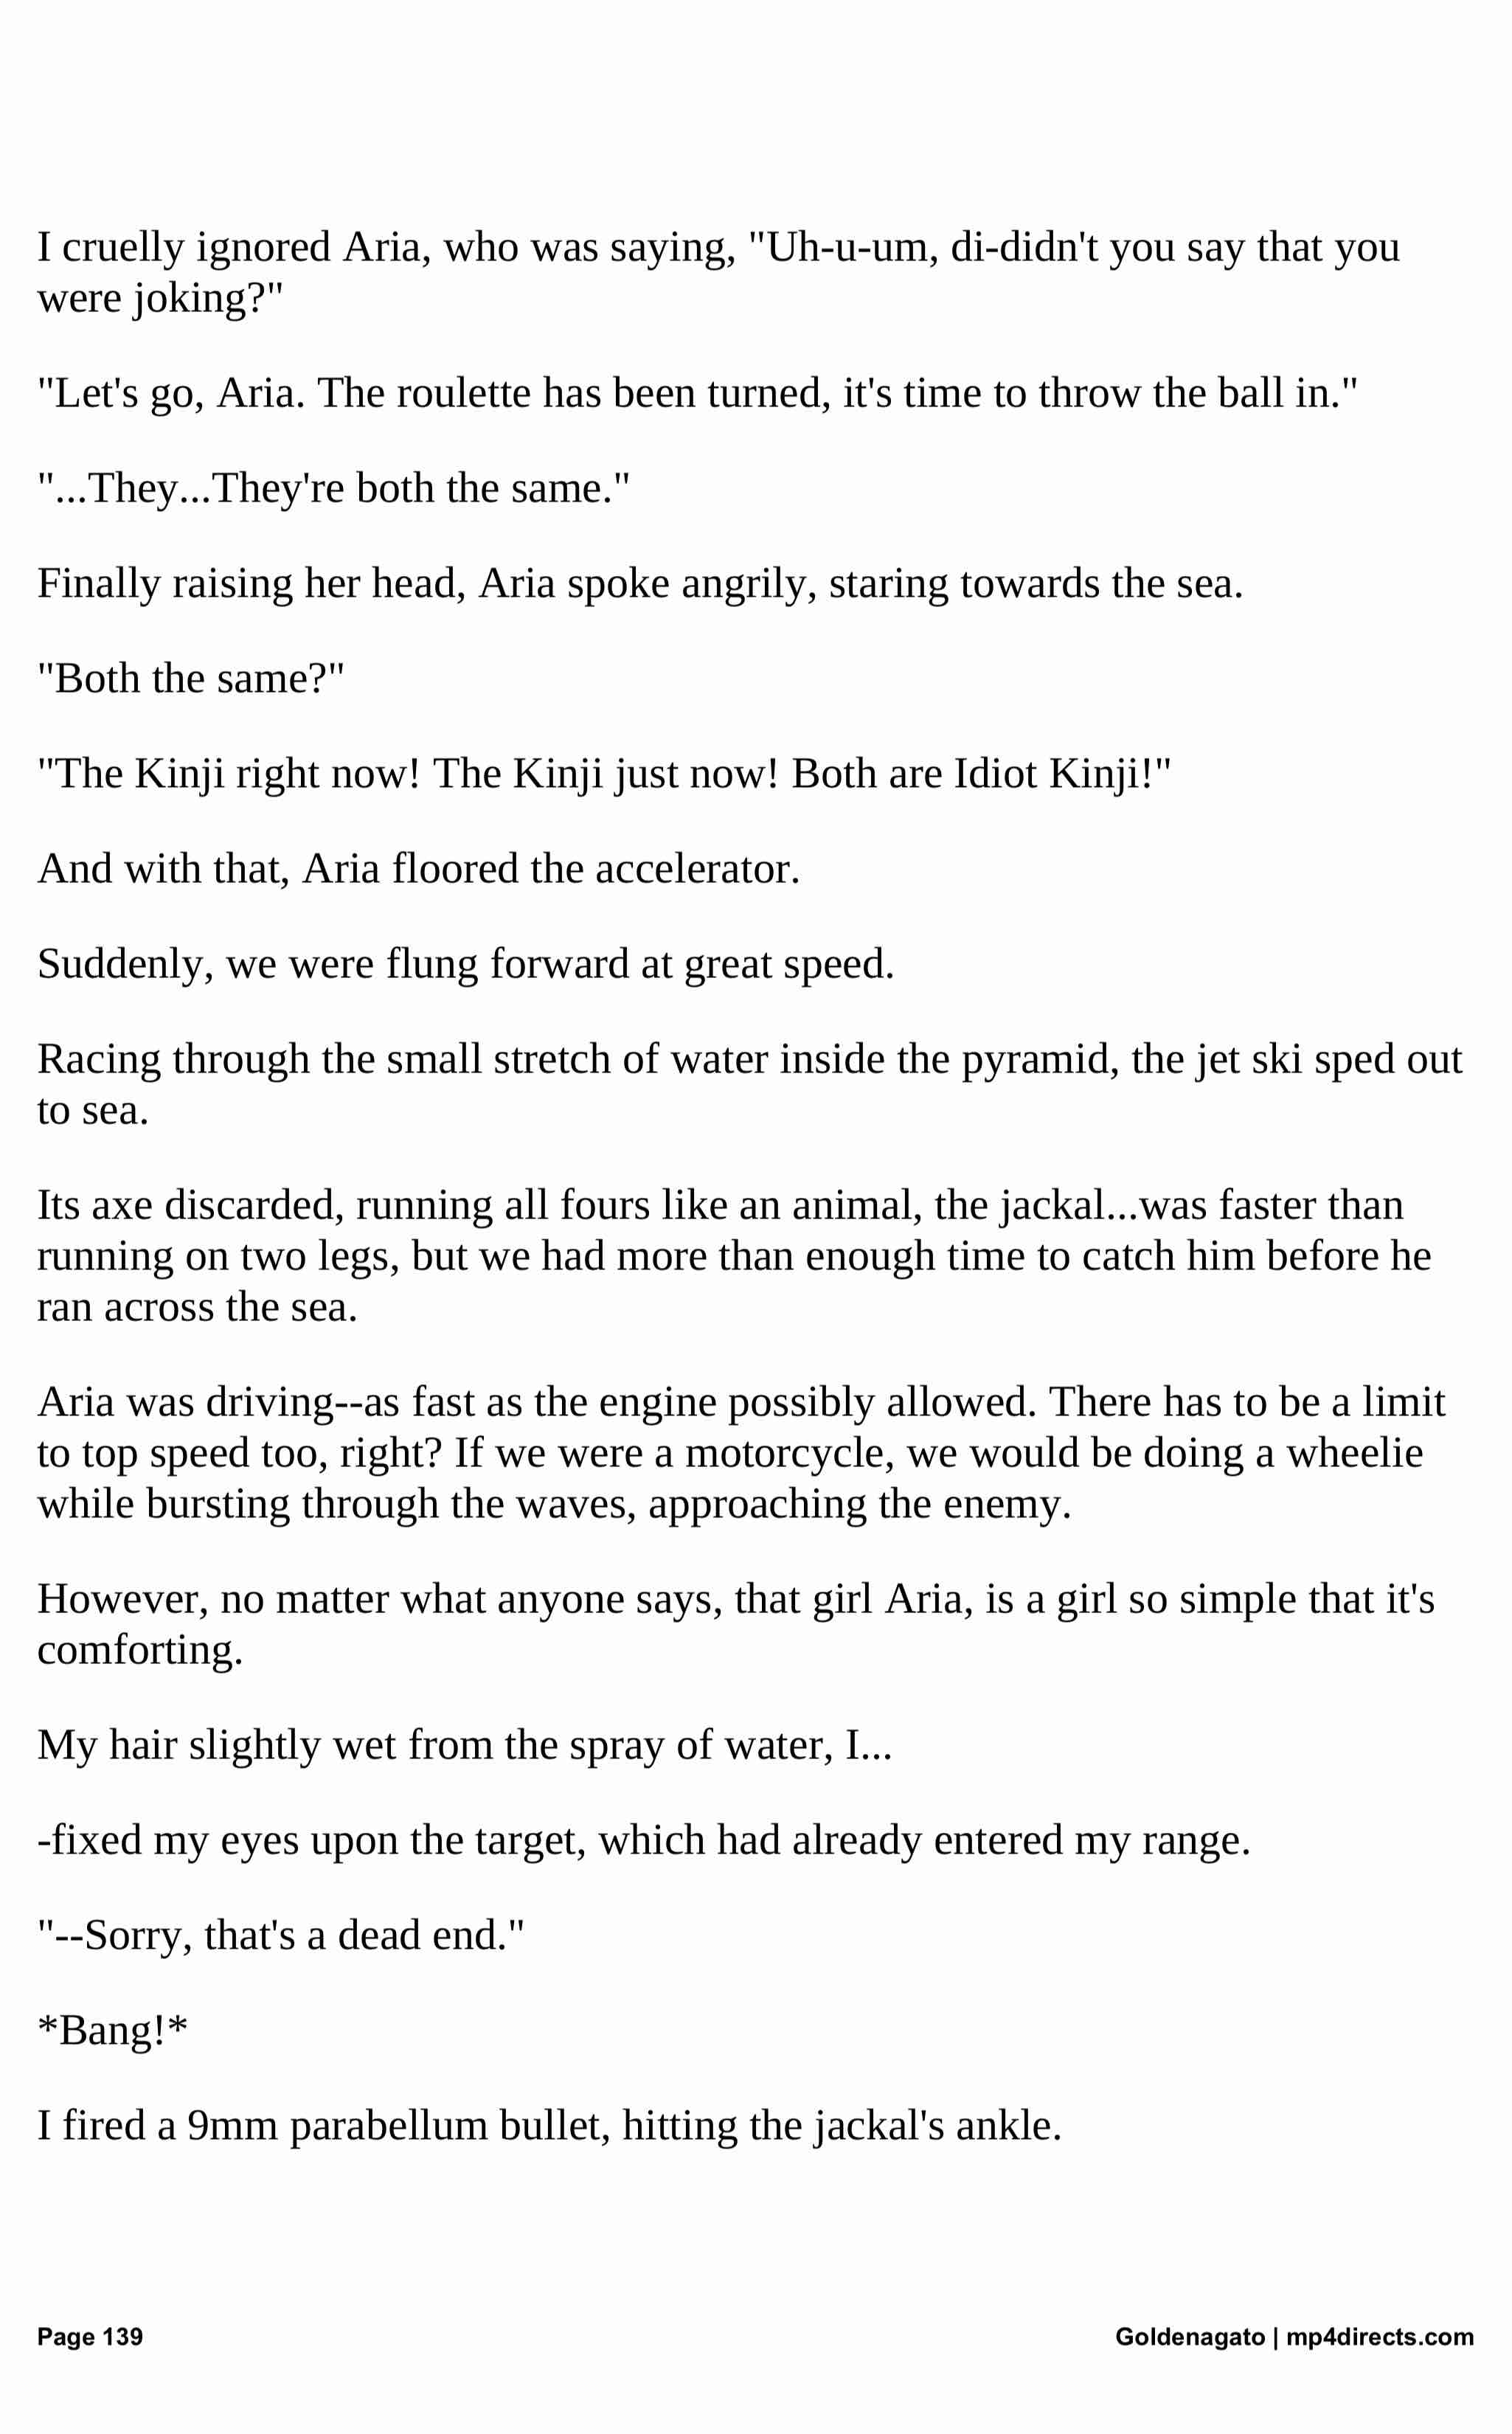 I cruelly ignored Aria, who was saying, "Uh-u-um, di-didn't you say that you
were joking?"
"Let's go, Aria. The roulette has been turned, it's time to throw the ball in."
"...They...They're both the same."
Finally raising her head, Aria spoke angrily, staring towards the sea.
"Both the same?"
"The Kinji right now! The Kinji just now! Both are Idiot Kinji!"
And with that, Aria floored the accelerator.
Suddenly, we were flung forward at great speed.
Racing through the small stretch of water inside the pyramid, the jet ski sped out
to sea.
Its axe discarded, running all fours like an animal, the jackal...was faster than
running on two legs, but we had more than enough time to catch him before he
ran across the sea.
Aria was driving--as fast as the engine possibly allowed. There has to be a limit
to top speed too, right? If we were a motorcycle, we would be doing a wheelie
while bursting through the waves, approaching the enemy.
However, no matter what anyone says, that girl Aria, is a girl so simple that it's
comforting.
My hair slightly wet from the spray of water, I...
-fixed my eyes upon the target, which had already entered my range.
"--Sorry, that's a dead end."
*Bang!*
I fired a 9mm parabellum bullet, hitting the jackal's ankle.
Page 139
Goldenagato | mp4directs.com